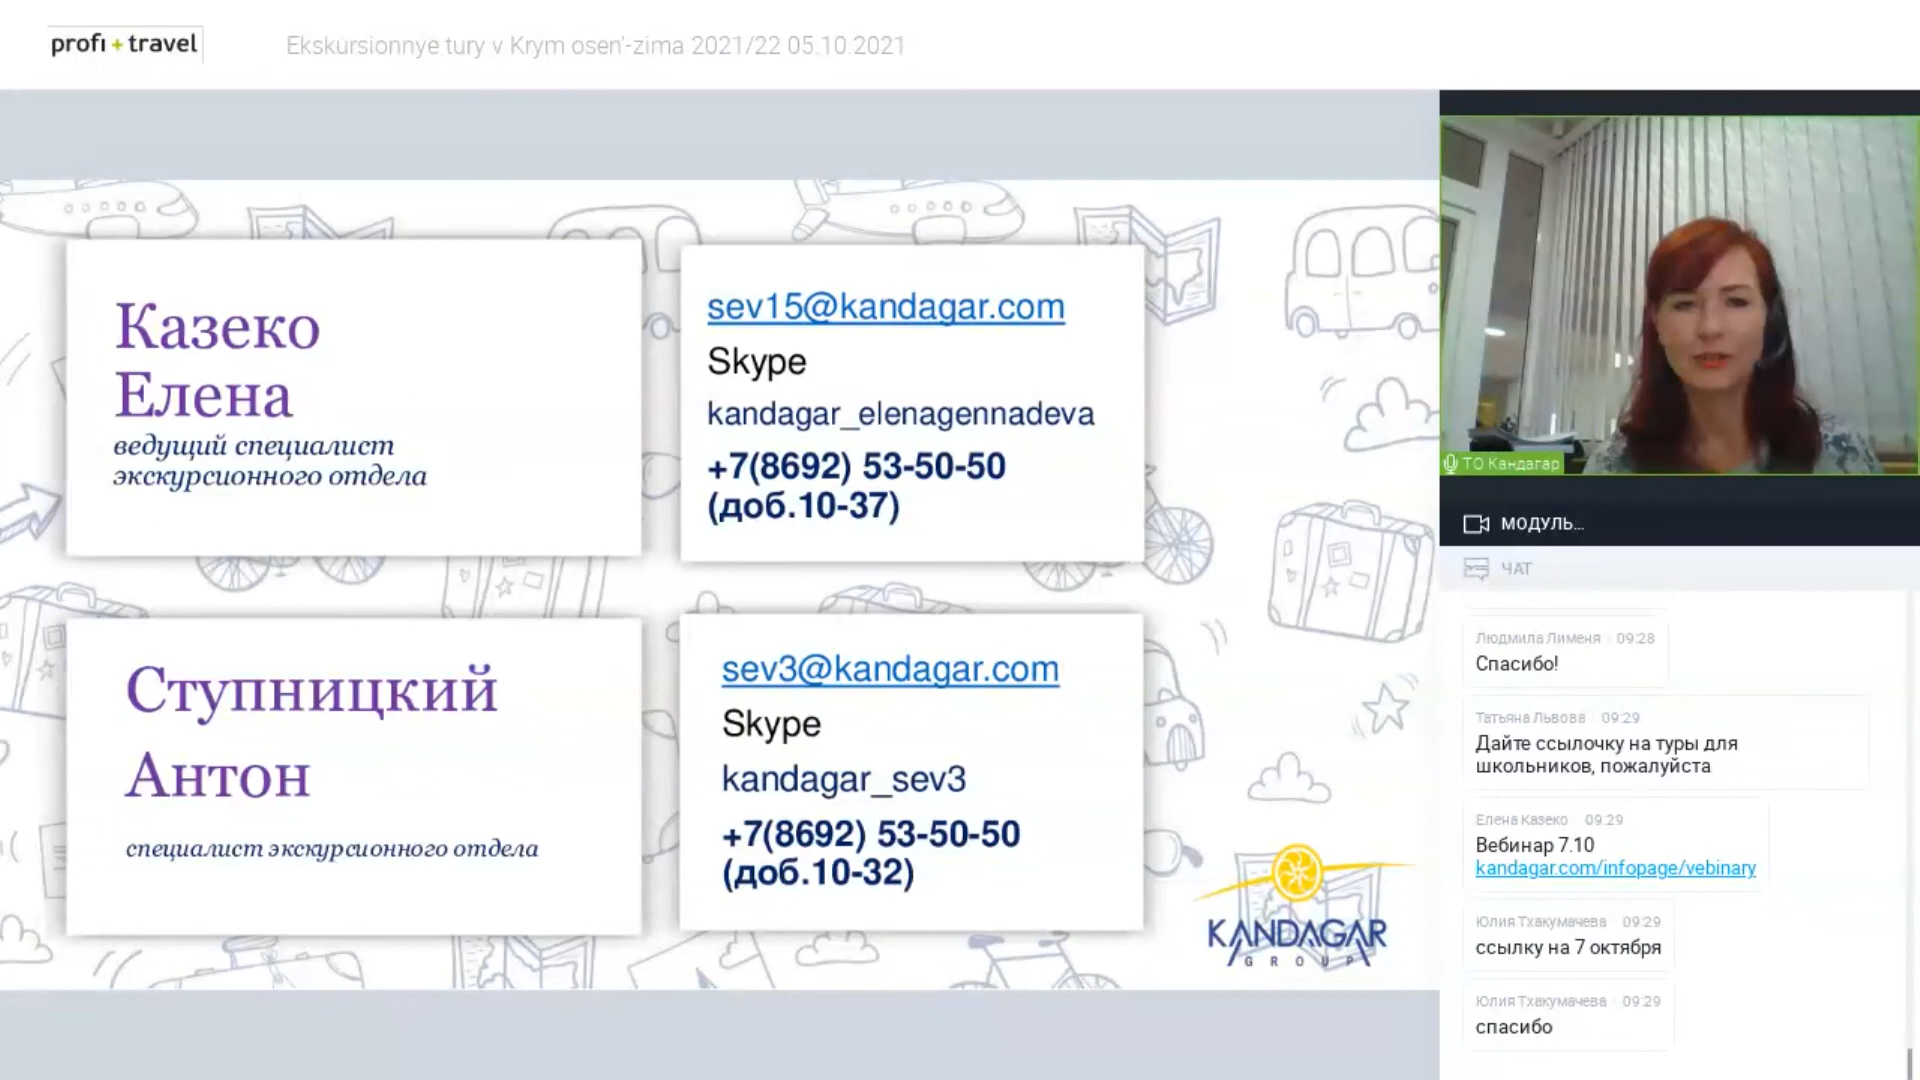 profi + travel
Ekskursionnye tury v Krym osen'-zima 2021/22 05.10.2021
Казеко
Елена
ведущий специалист
экскурсионного отдела
sev15@kandagar.com
Skype
kandagar_elenagennadeva
+7(8692) 53-50-50
(доб.10-37)
Ступницкий
Антон
специалист экскурсионного отдела
sev3@kandagar.com
Skype
kandagar_sev3
+7(8692) 53-50-50
(доб.10-32)
KANDAGAR
GROUP
ТО Кандагар
МОДУЛЬ...
ЧАТ
Людмила Лименя 09:28
Спасибо!
Татьяна Львова 09:29
Дайте ссылочку на туры для
школьников, пожалуйста
Елена Казеко 09:29
Вебинар 7.10
kandagar.com/infopage/vebinary
Юлия Тхакумачева 09:29
ссылку на 7 октября
Юлия Тхакумачева 09:29
спасибо